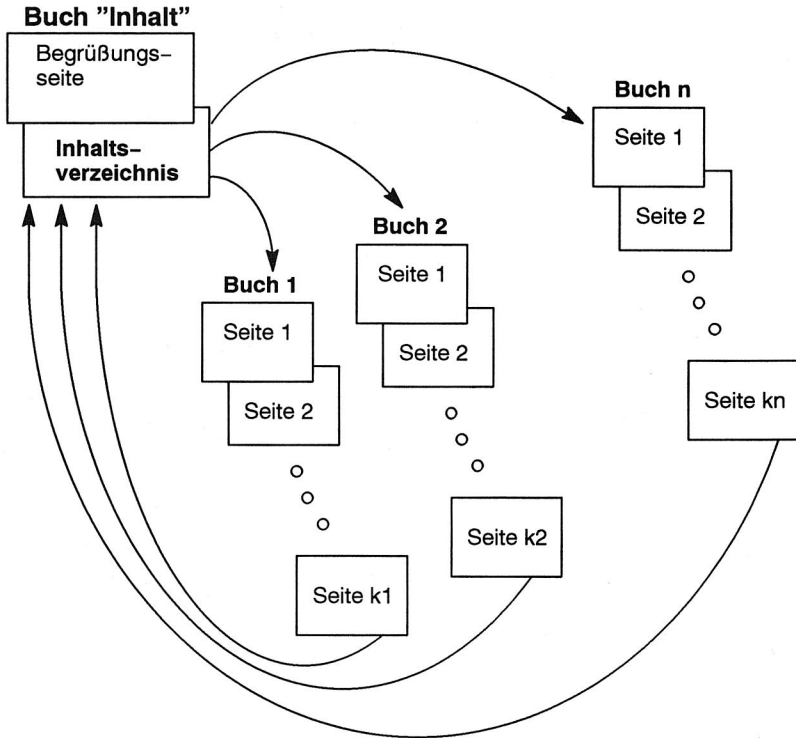 Buch ”Inhalt”
Begrüßungs–
seite
Inhalts–
verzeichnis
Buch 1
Seite 1
Seite 2
Seite k1
Buch 2
Seite 1
Seite 2
Seite k2
Buch n
Seite 1
Seite 2
Seite kn